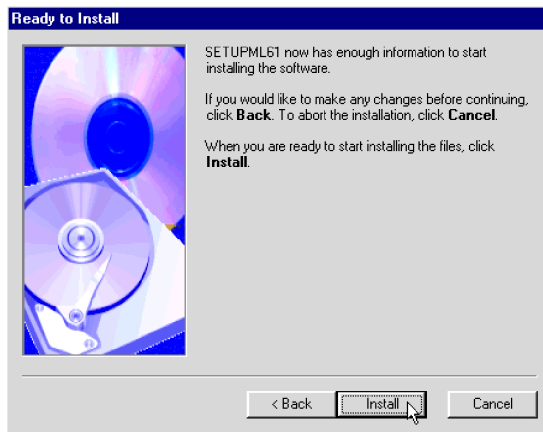 Ready to Install
SETUPML61 now has enough information to start
installing the software.
If you would like to make any changes before continuing,
click Back. To abort the installation, click Cancel.
When you are ready to start installing the files, click
Install.
< Back
Install
Cancel